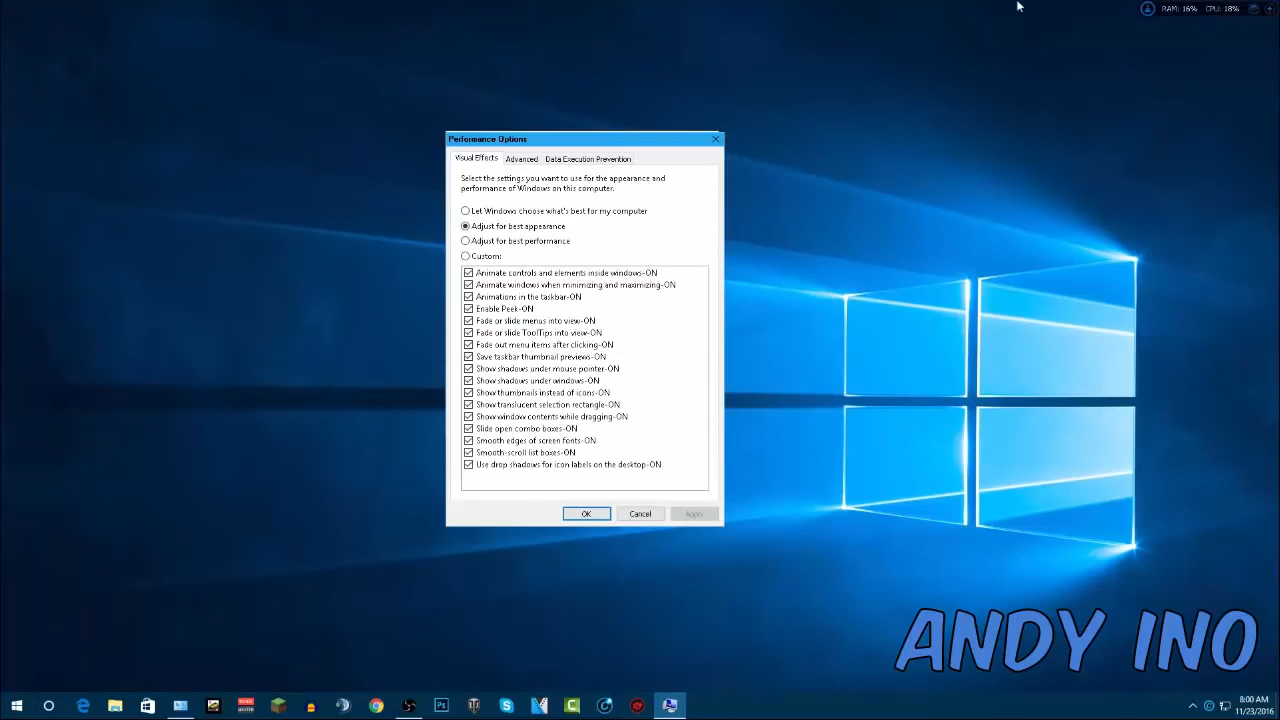 RAM: 16% CPU: 18%
Performance Options
Visual Effects Advanced Data Execution Prevention
Select the settings you want to use for the appearance and
performance of Windows on this computer.
Let Windows choose what's best for my computer
Adjust for best appearance
Adjust for best performance
Custom:
Animate controls and elements inside windows-ON
Animate windows when minimizing and maximizing-ON
Animations in the taskbar-ON
Enable Peek-ON
Fade or slide menus into view-ON
Fade or slide ToolTips into view-ON
Fade out menu items after clicking-ON
Save taskbar thumbnail previews-ON
Show shadows under mouse pointer-ON
Show shadows under windows-ON
Show thumbnails instead of icons-ON
Show translucent selection rectangle-ON
Show window contents while dragging-ON
Slide open combo boxes-ON
Smooth edges of screen fonts-ON
Smooth-scroll list boxes-ON
Use drop shadows for icon labels on the desktop-ON
OK Cancel Apply
ANDY INO
Ps
8:00 AM
11/23/2016